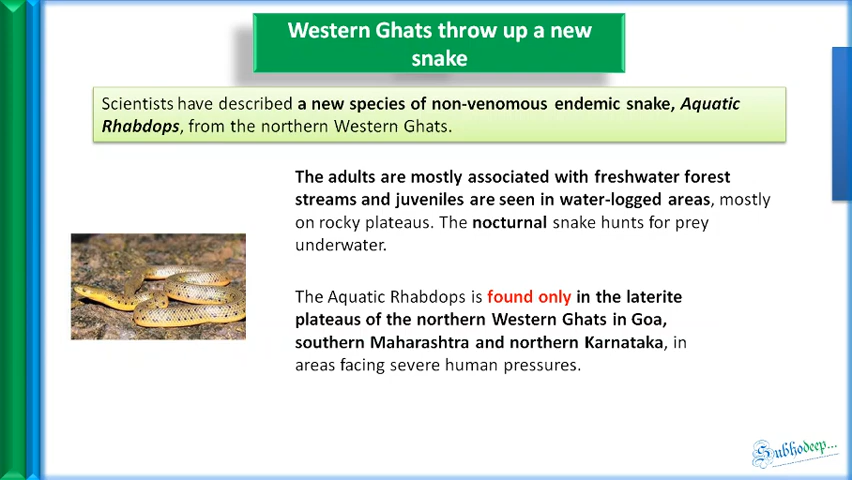 Western Ghats throw up a new
snake
Scientists have described a new species of non-venomous endemic snake, Aquatic
Rhabdops, from the northern Western Ghats.
The adults are mostly associated with freshwater forest
streams and juveniles are seen in water-logged areas, mostly
on rocky plateaus. The nocturnal snake hunts for prey
underwater.
The Aquatic Rhabdops is found only in the laterite
plateaus of the northern Western Ghats in Goa,
southern Maharashtra and northern Karnataka, in
areas facing severe human pressures.
Subhodeep...